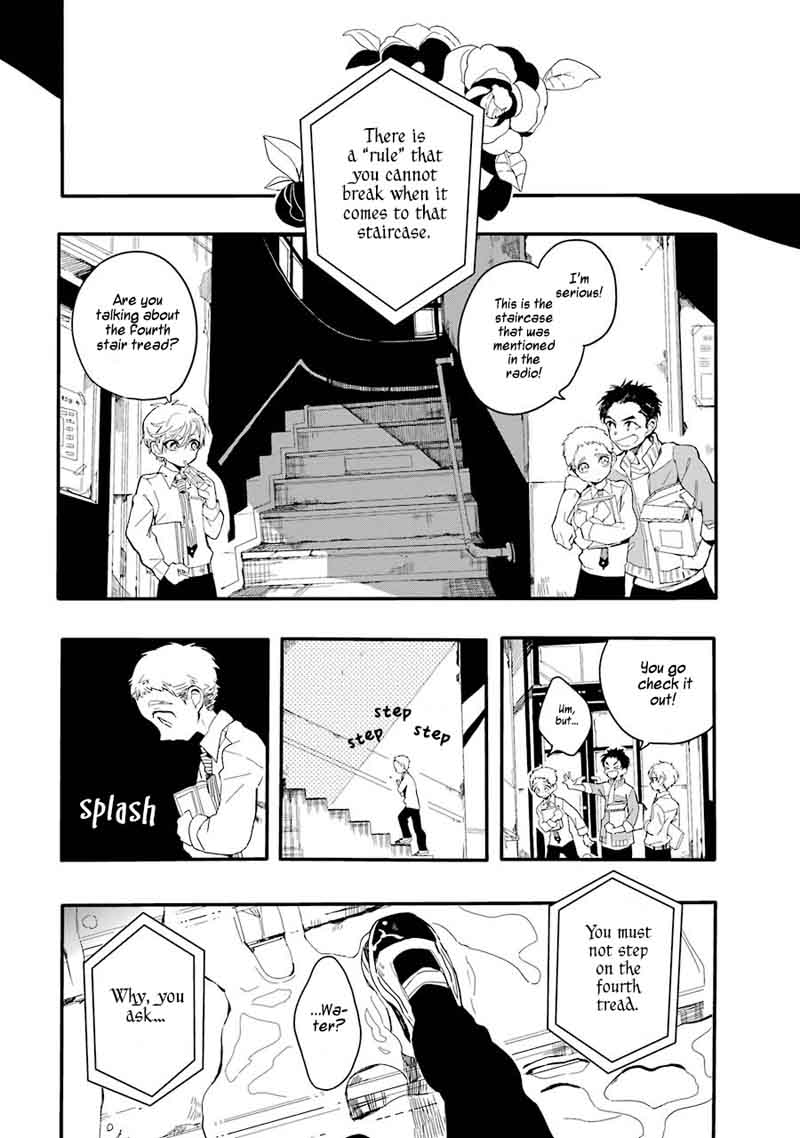 There is
a "rule" that
you cannot
break when it
comes to that
staircase.
I'm
serious!
This is the
staircase
that was
mentioned
in the
radio!
Are you
talking about
the fourth
stair tread?
You go
check it
out!
Um,
but...
step
step
step
splash
You must
not step
on the
fourth
tread.
...Wa-
ter?
Why, you
ask...